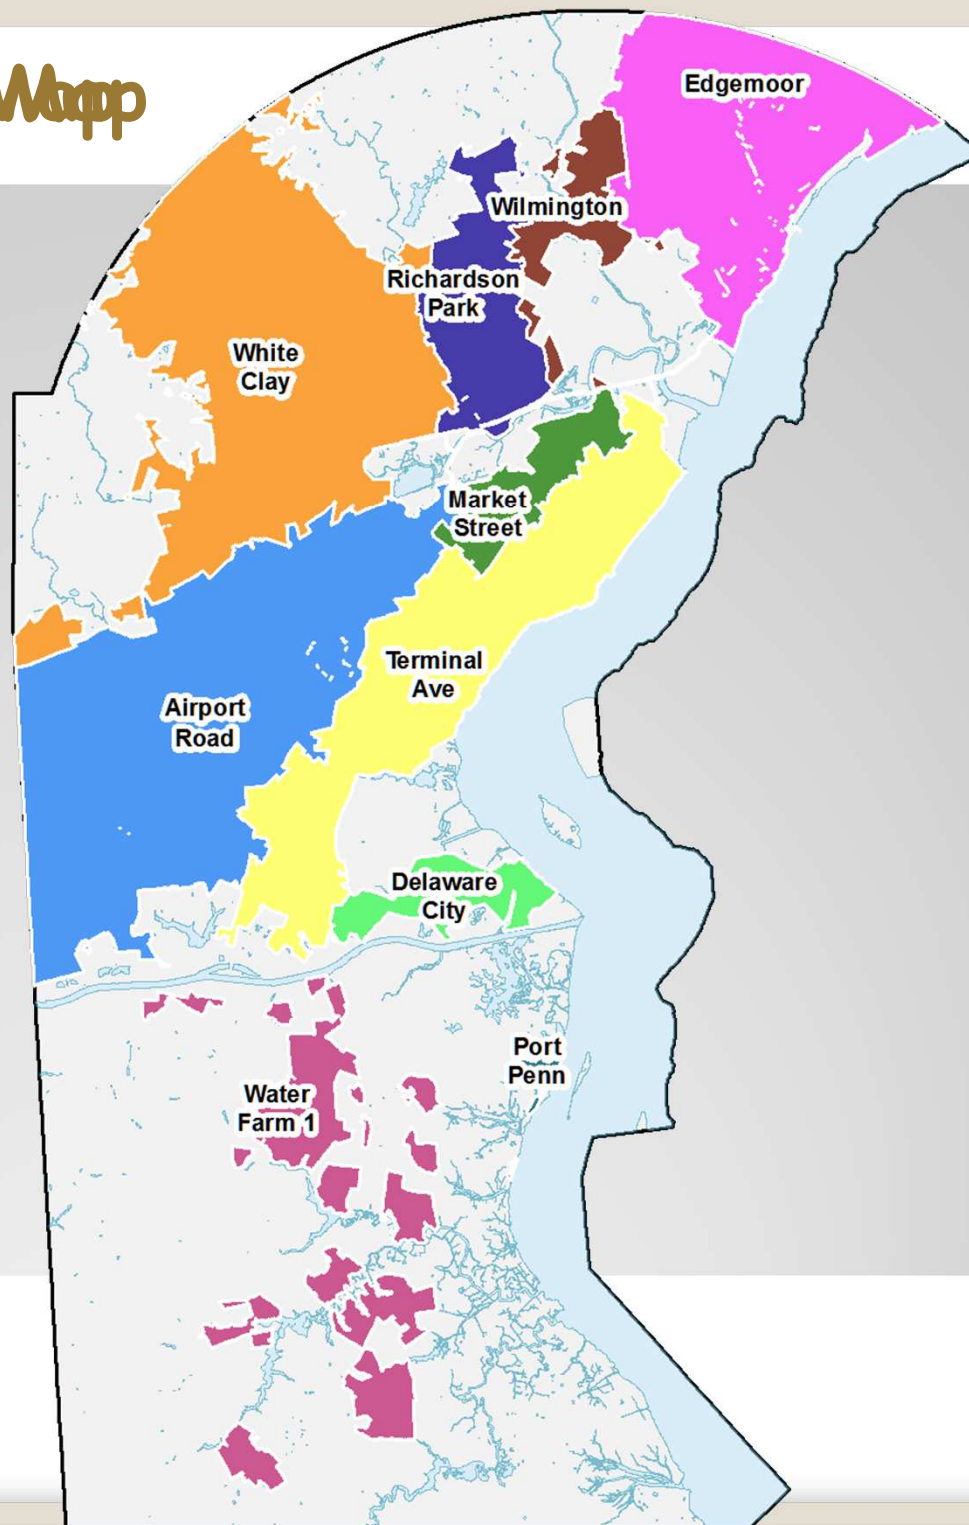 Edgemoor
Wilmington
Richardson
Park
White
Clay
Market
Street
Terminal
Ave
Airport
Road
Delaware
City
Port
Penn
Water
Farm 1